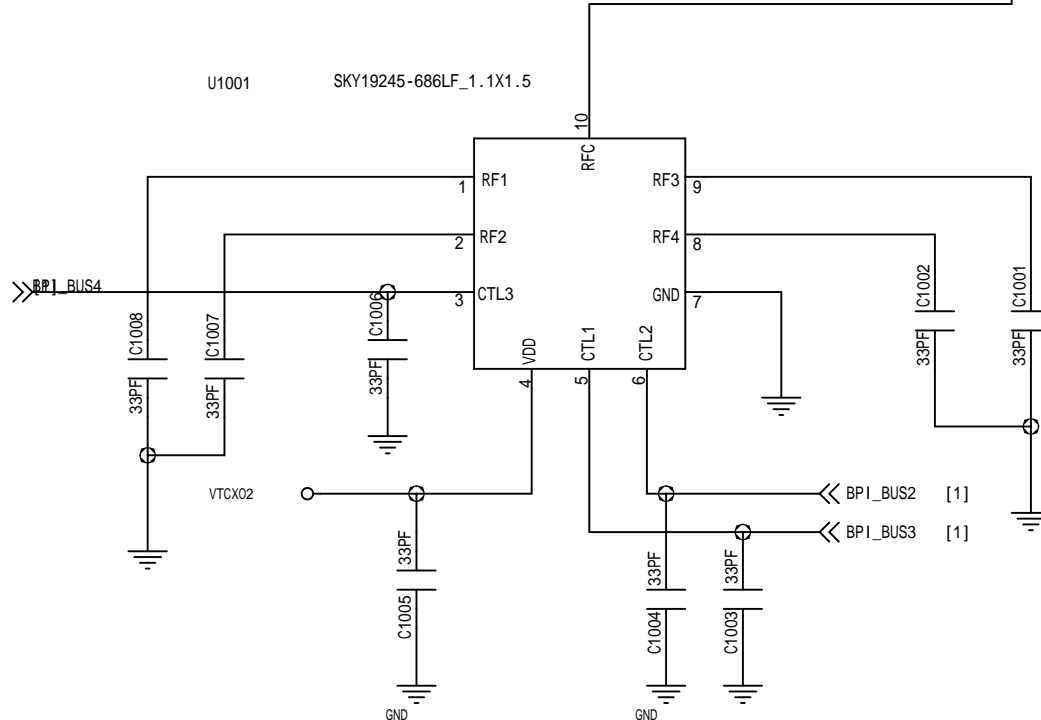 U1001 SKY19245-686LF_1.1X1.5
10
RFC
1 RF1 RF3 9
2 RF2 RF4 8
[1] BPI_BUS4
3 CTL3 GND 7
C1008 33PF
C1007 33PF
C1006 33PF
C1002 33PF
C1001 33PF
VDD CTL1 CTL2
4 5 6
VTCXO2
BPI_BUS2 [1]
BPI_BUS3 [1]
33PF C1005
33PF C1004
33PF C1003
GND GND